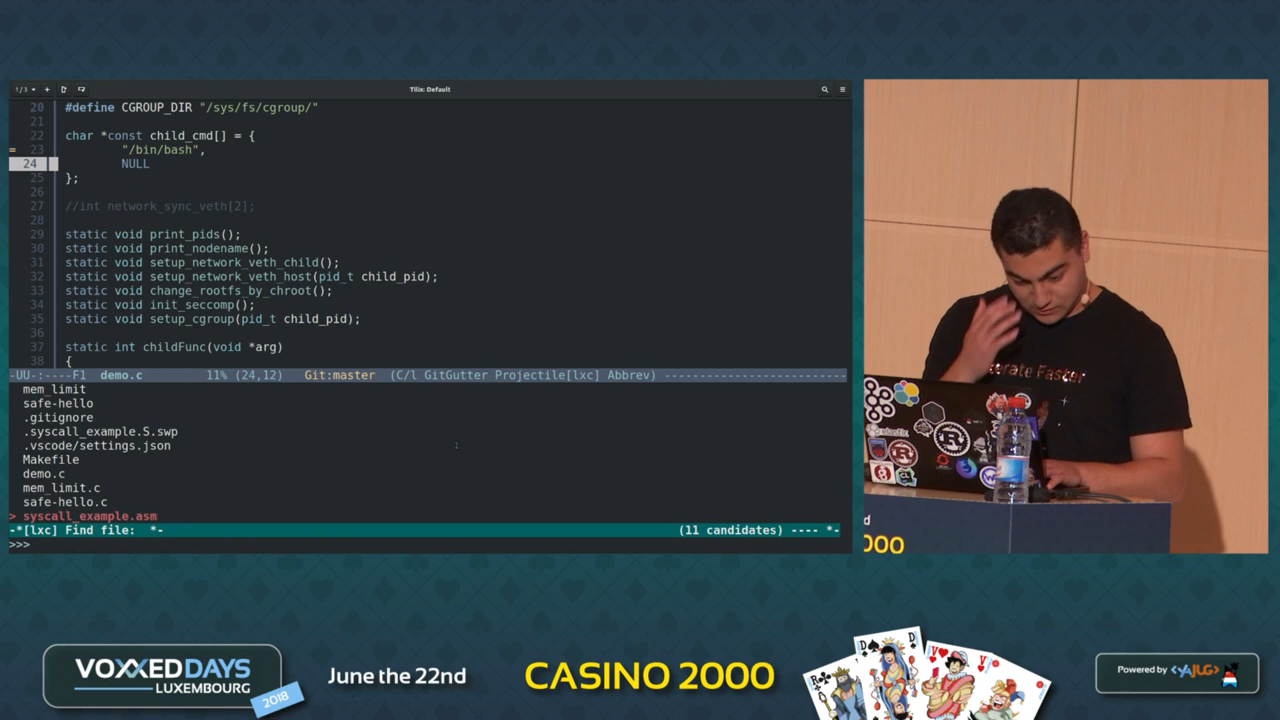 1/3
Tilix: Default
20 #define CGROUP_DIR "/sys/fs/cgroup/"
21
22 char *const child_cmd[] = {
= 23 "/bin/bash",
24 NULL
25 };
26
27 //int network_sync_veth[2];
28
29 static void print_pids();
30 static void print_nodename();
31 static void setup_network_veth_child();
32 static void setup_network_veth_host(pid_t child_pid);
33 static void change_rootfs_by_chroot();
34 static void init_seccomp();
35 static void setup_cgroup(pid_t child_pid);
36
37 static int childFunc(void *arg)
38 {
-UU-:----F1 demo.c 11% (24,12) Git:master (C/l GitGutter Projectile[lxc] Abbrev) --------------------------
mem_limit
safe-hello
.gitignore
.syscall_example.S.swp
.vscode/settings.json
Makefile
demo.c
mem_limit.c
safe-hello.c
> syscall_example.asm
-*[lxc] Find file: *- (11 candidates) ---- *-
>>>
erate Faster
elastic
d
000
VOXXED DAYS
LUXEMBOURG
2018
June the 22nd
CASINO 2000
D
D
V
R
Powered by <YAJUG>